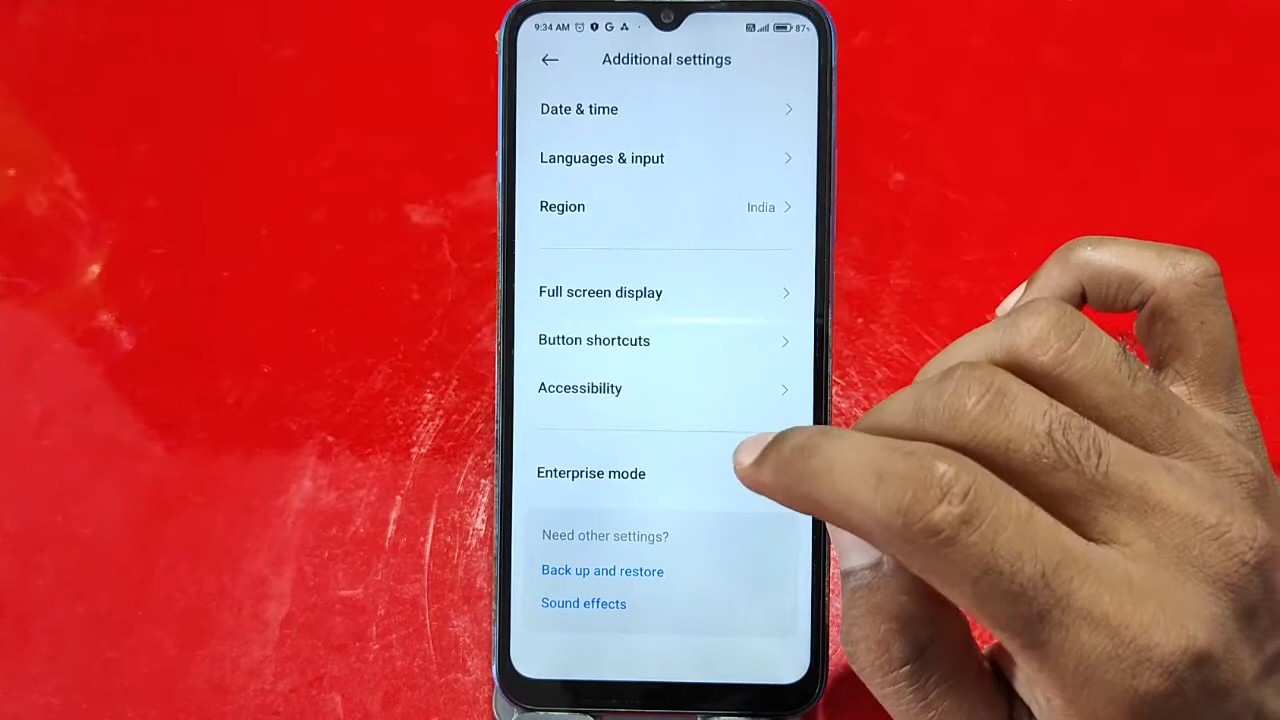 9:34 AM
87%
Additional settings
Date & time
Languages & input
Region India
Full screen display
Button shortcuts
Accessibility
Enterprise mode
Need other settings?
Back up and restore
Sound effects